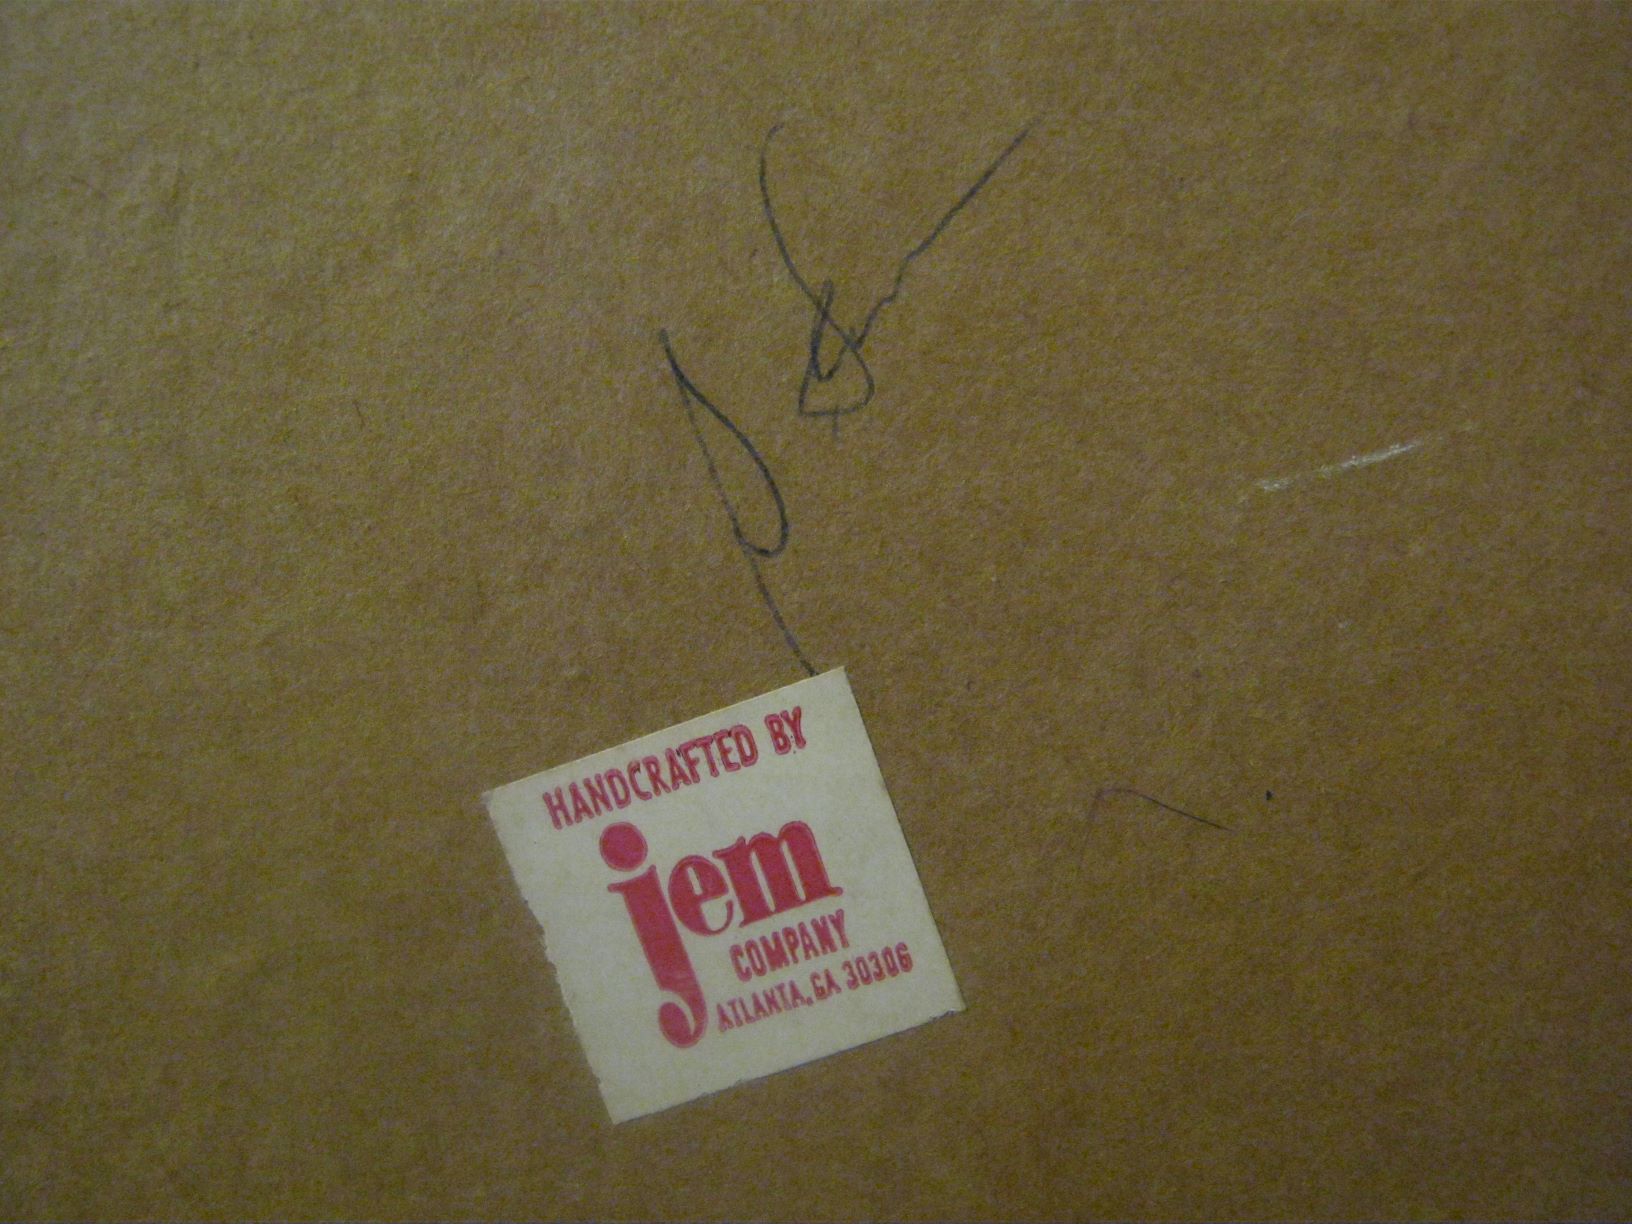 HANDCRAFTED BY
jem
COMPANY
ATLANTA, GA 30306